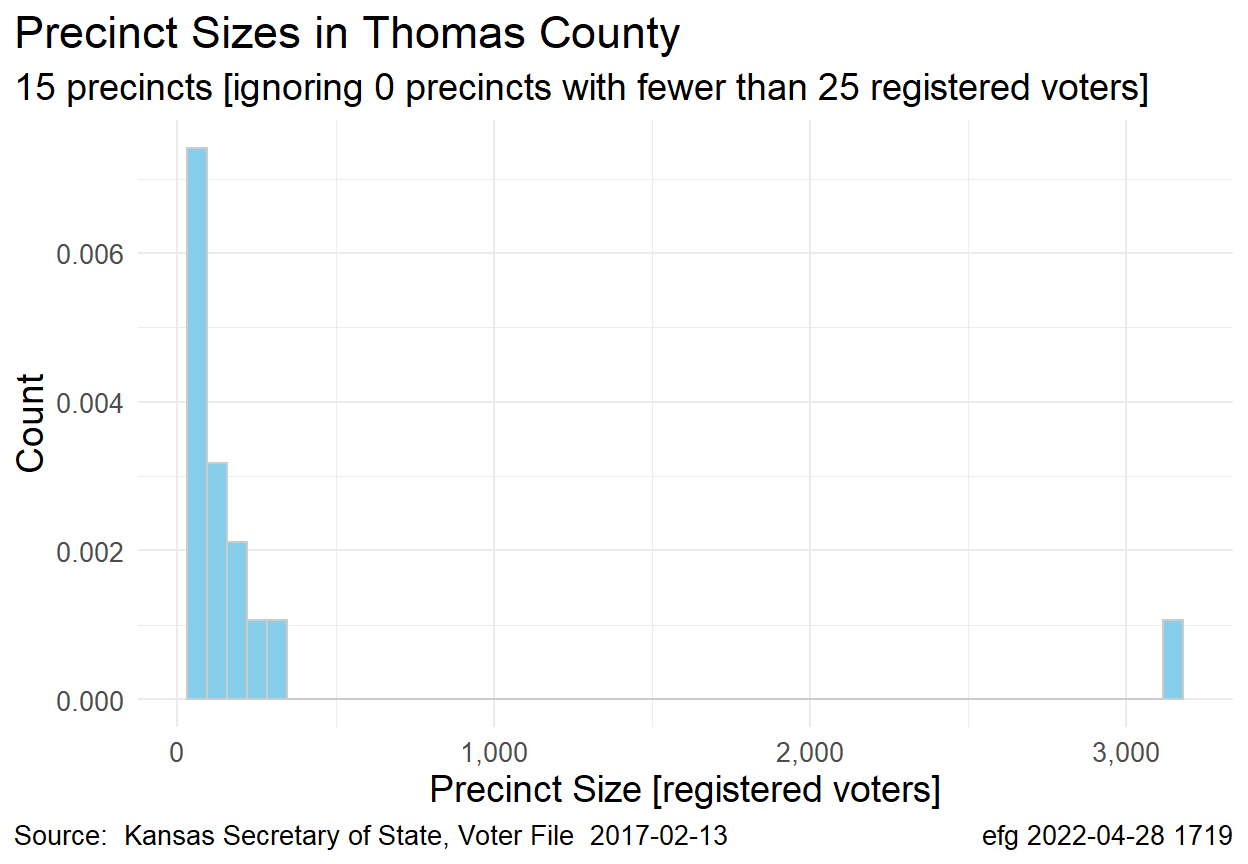 Precinct Sizes in Thomas County
15 precincts [ignoring 0 precincts with fewer than 25 registered voters]
Count
0.006
0.004
0.002
0.000
0 1,000 2,000 3,000
Precinct Size [registered voters]
Source:  Kansas Secretary of State, Voter File  2017-02-13 efg 2022-04-28 1719